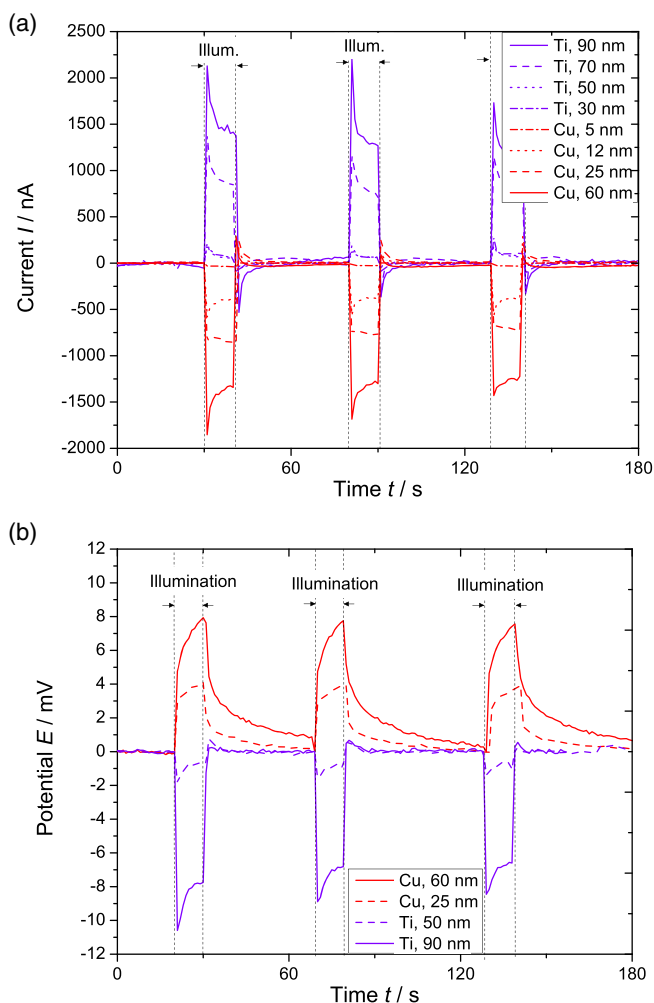 (a)
Illum.
Illum.
Ti, 90 nm
Ti, 70 nm
Ti, 50 nm
Ti, 30 nm
Cu, 5 nm
Cu, 12 nm
Cu, 25 nm
Cu, 60 nm
2500
2000
1500
1000
500
0
-500
-1000
-1500
-2000
Current I / nA
0
60
120
180
Time t / s
(b)
12
10
8
6
4
2
0
-2
-4
-6
-8
-10
-12
Potential E / mV
Illumination
Illumination
Illumination
Cu, 60 nm
Cu, 25 nm
Ti, 50 nm
Ti, 90 nm
0
60
120
180
Time t / s